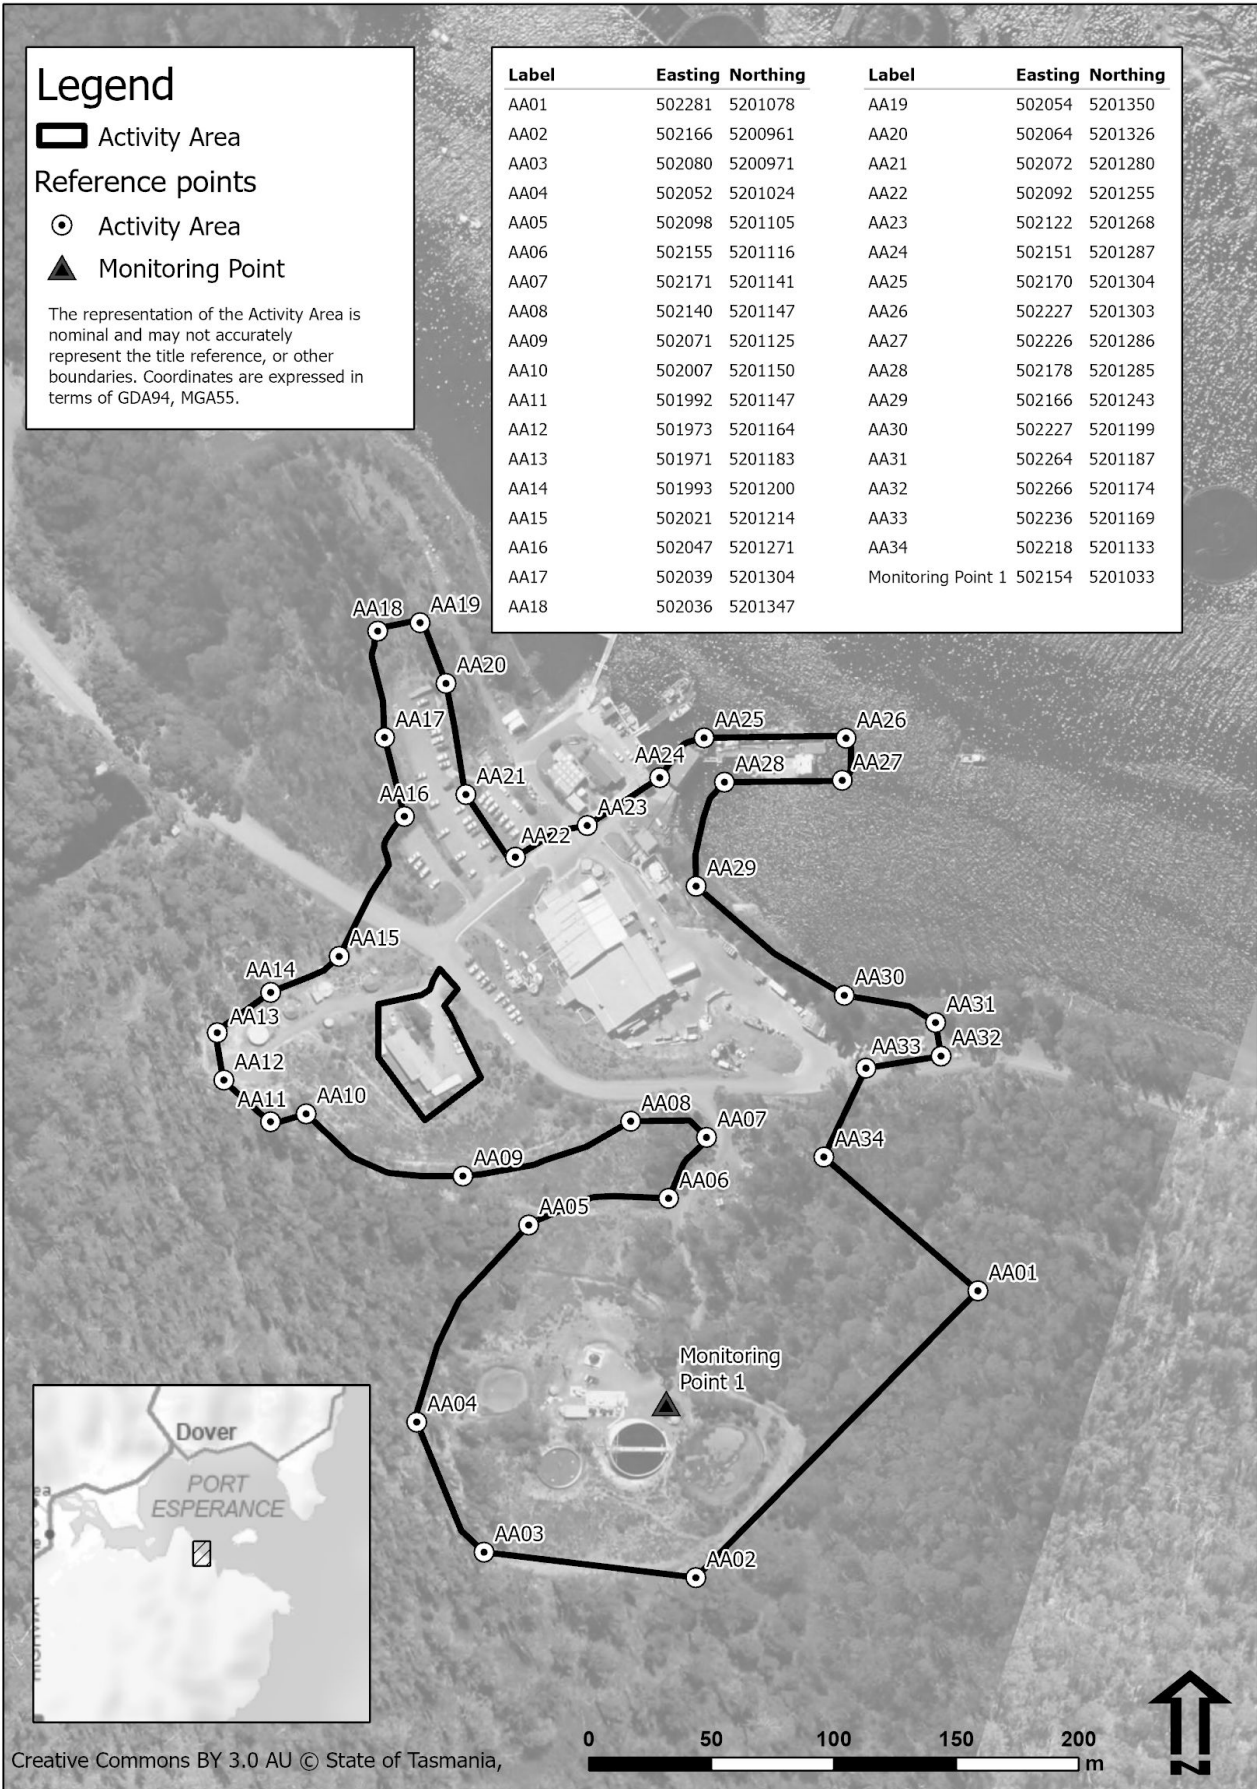 Legend
Activity Area
Reference points
Activity Area
Monitoring Point
The representation of the Activity Area is
nominal and may not accurately
represent the title reference, or other
boundaries. Coordinates are expressed in
terms of GDA94, MGA55.
Label Easting Northing Label Easting Northing
AA01 502281 5201078 AA19 502054 5201350
AA02 502166 5200961 AA20 502064 5201326
AA03 502080 5200971 AA21 502072 5201280
AA04 502052 5201024 AA22 502092 5201255
AA05 502098 5201105 AA23 502122 5201268
AA06 502155 5201116 AA24 502151 5201287
AA07 502171 5201141 AA25 502170 5201304
AA08 502140 5201147 AA26 502227 5201303
AA09 502071 5201125 AA27 502226 5201286
AA10 502007 5201150 AA28 502178 5201285
AA11 501992 5201147 AA29 502166 5201243
AA12 501973 5201164 AA30 502227 5201199
AA13 501971 5201183 AA31 502264 5201187
AA14 501993 5201200 AA32 502266 5201174
AA15 502021 5201214 AA33 502236 5201169
AA16 502047 5201271 AA34 502218 5201133
AA17 502039 5201304 Monitoring Point 1 502154 5201033
AA18 502036 5201347
AA18 AA19
AA20
AA17 AA25 AA26
AA24
AA28 AA27
AA21
AA16
AA23
AA22
AA29
AA15
AA14 AA30
AA13 AA31
AA32
AA33
AA12
AA11 AA10 AA08
AA07
AA34
AA09
AA06
AA05
AA01
Monitoring
Point 1
AA04
AA03
AA02
Dover
PORT
ESPERANCE
Creative Commons BY 3.0 AU © State of Tasmania,
0 50 100 150 200
m
N